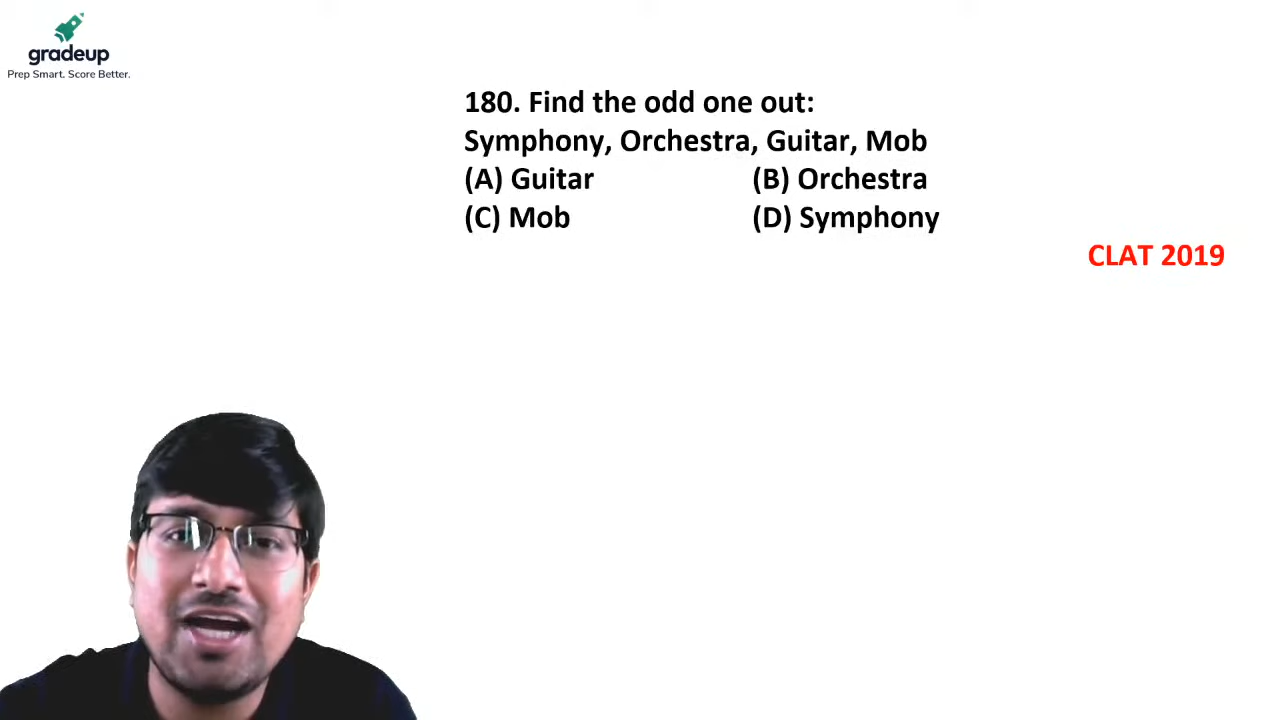 gradeup
Prep Smart. Score Better.
180. Find the odd one out:
Symphony, Orchestra, Guitar, Mob
(A) Guitar (B) Orchestra
(C) Mob (D) Symphony
CLAT 2019